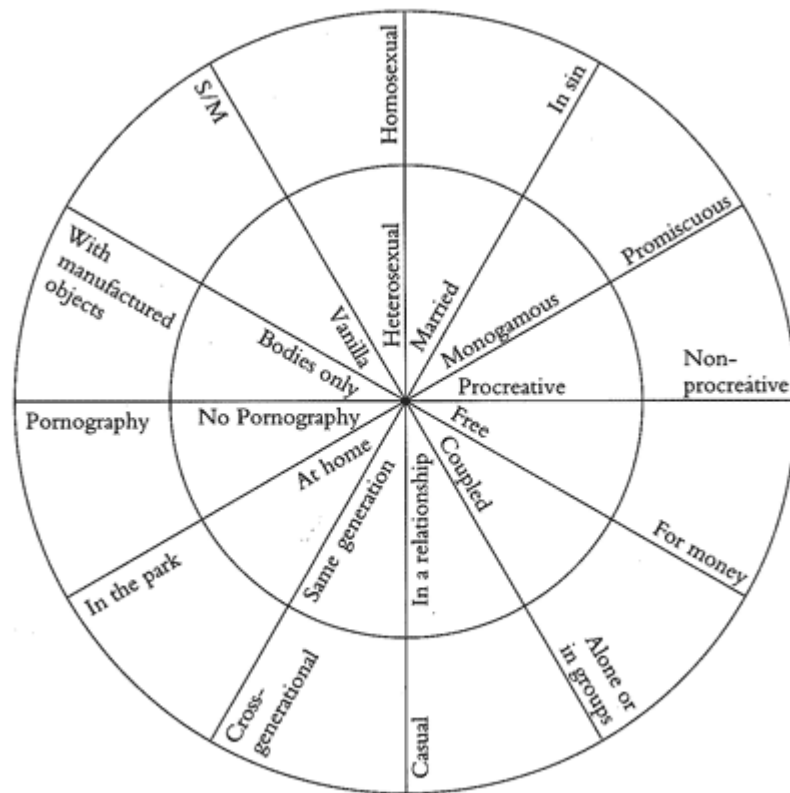 Homosexual
Heterosexual
In sin
Married
Promiscuous
Monogamous
Non-
procreative
Procreative
For money
Free
Alone or
in groups
Coupled
Casual
In a relationship
Cross-
generational
Same generation
In the park
At home
Pornography
No Pornography
With
manufactured
objects
Bodies only
S/M
Vanilla